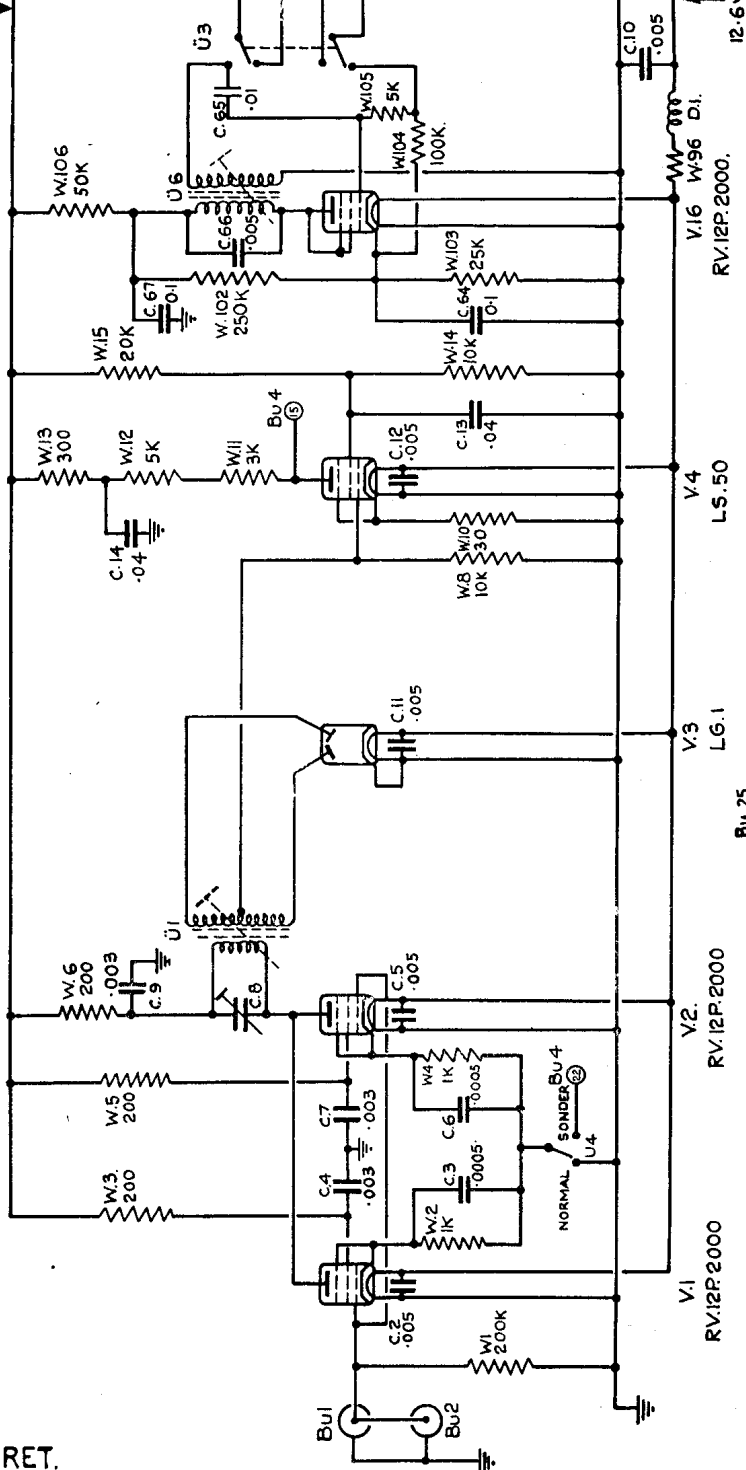 RET.
Bu1
Bu2
W1
200K
C.2
.005
V.1
RV.12P.2000
W.3.
200
C.4
.003
W.2
1K
C.3
.0005
NORMAL
SONDER
U4
Bu4
22
W.5
200
C.7
.003
W4
1K
C.6
.0005
C.5
.005
V.2.
RV.12P.2000
W.6
200
.003
C.9
C.8
Ü1
C.11
.005
V.3
LG.1
Bu 25
C.14
.04
W.13
300
W.12
5K
W.11
3K
Bu4
15
C.12
.005
W.10
30
W.8
10K
V.4
LS.50
W.15
20K
W.14
10K
C.13
.04
C.67
0.1
W.106
50K
W.102
250K
C.66
.005
Ü6
W.103
25K
C.64
0.1
V.16
RV.12P.2000.
C.65
.01
Ü3
W.105
5K
W.104
100K.
W.96
D.1.
C.10
.005
12.6V